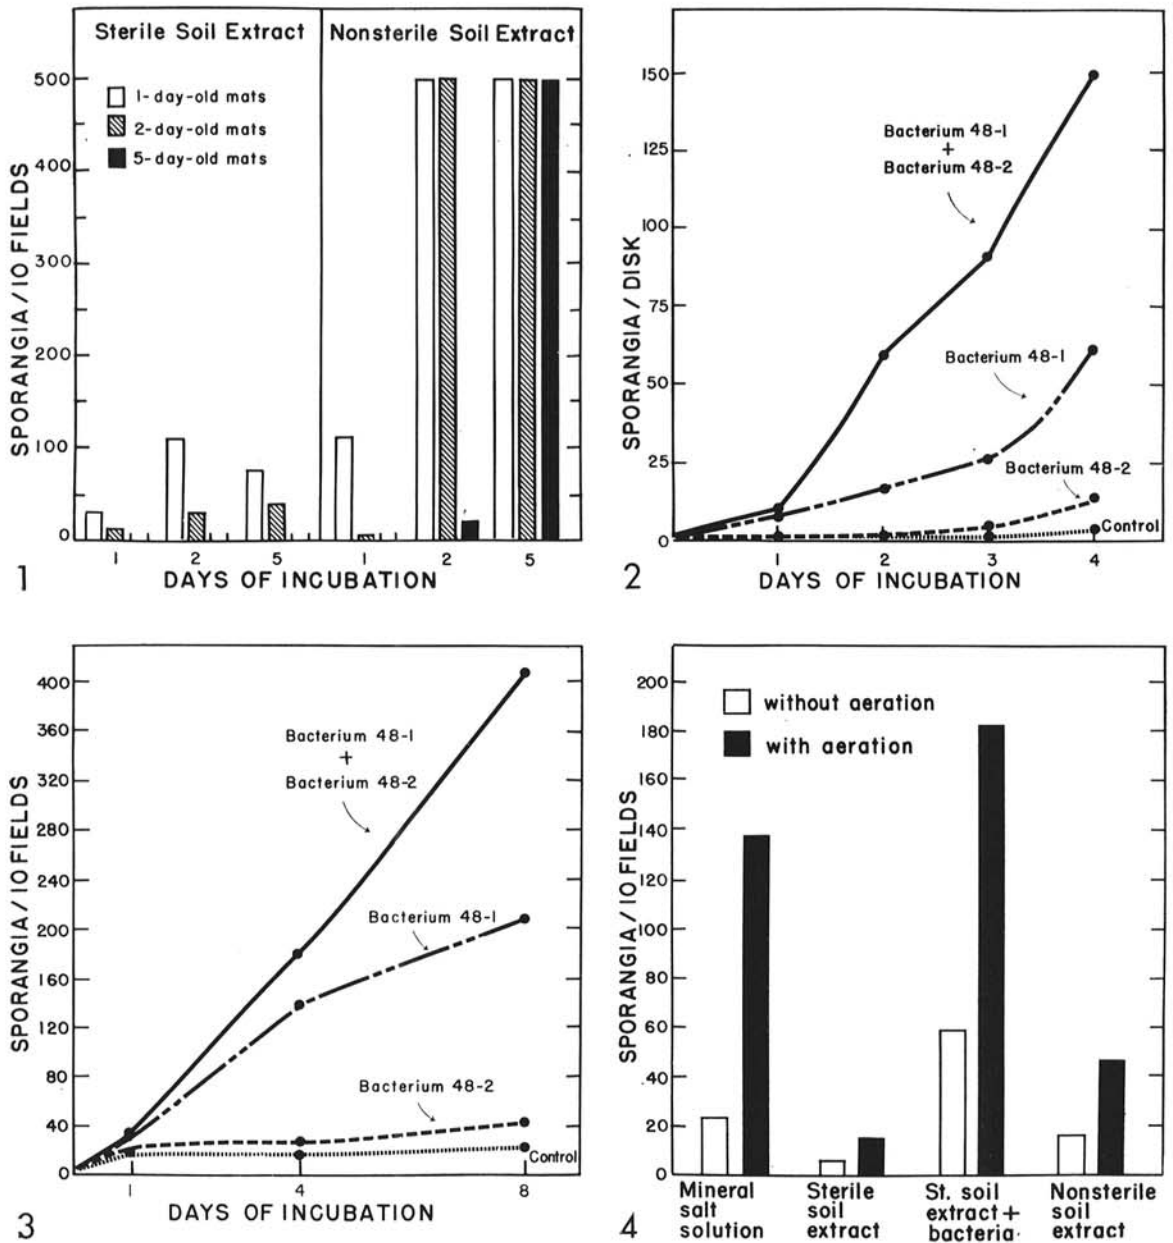 Sterile Soil Extract
Nonsterile Soil Extract
500
400
300
200
100
0
SPORANGIA/10 FIELDS
1-day-old mats
2-day-old mats
5-day-old mats
1 2 5 1 2 5
DAYS OF INCUBATION
1
150
125
100
75
50
25
0
SPORANGIA/DISK
Bacterium 48-1
+
Bacterium 48-2
Bacterium 48-1
Bacterium 48-2
Control
1 2 3 4
DAYS OF INCUBATION
2
400
360
320
280
240
200
160
120
80
40
0
SPORANGIA/10 FIELDS
Bacterium 48-1
+
Bacterium 48-2
Bacterium 48-1
Bacterium 48-2
Control
1 4 8
DAYS OF INCUBATION
3
200
180
160
140
120
100
80
60
40
20
0
SPORANGIA/10 FIELDS
without aeration
with aeration
Mineral
salt
solution
Sterile
soil
extract
St. soil
extract+
bacteria
Nonsterile
soil
extract
4